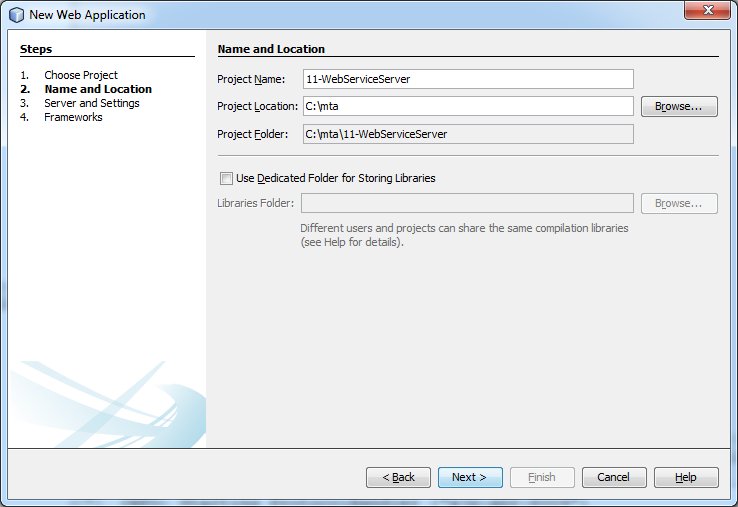 New Web Application
Steps
1. Choose Project
2. Name and Location
3. Server and Settings
4. Frameworks
Name and Location
Project Name: 11-WebServiceServer
Project Location: C:\mta Browse...
Project Folder: C:\mta\11-WebServiceServer
Use Dedicated Folder for Storing Libraries
Libraries Folder: Browse...
Different users and projects can share the same compilation libraries
(see Help for details).
< Back Next > Finish Cancel Help